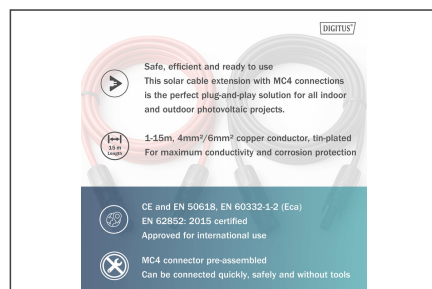 DIGITUS®
Safe, efficient and ready to use
This solar cable extension with MC4 connections
is the perfect plug-and-play solution for all indoor
and outdoor photovoltaic projects.
15 m
Length
1-15m, 4mm²/6mm² copper conductor, tin-plated
For maximum conductivity and corrosion protection
CE and EN 50618, EN 60332-1-2 (Eca)
EN 62852: 2015 certified
Approved for international use
MC4 connector pre-assembled
Can be connected quickly, safely and without tools